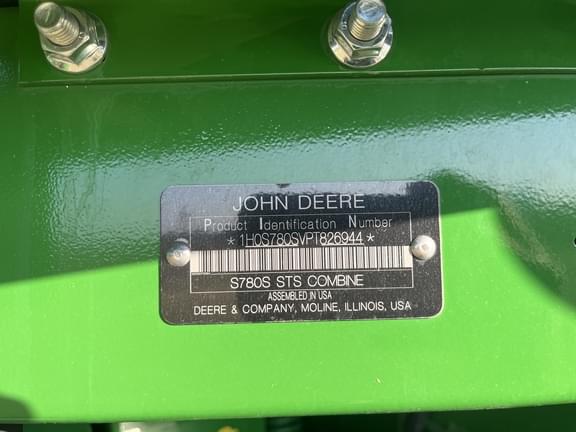 JOHN DEERE
Product Identification Number
*1H0S780SVPT826944*
S780S STS COMBINE
ASSEMBLED IN USA
DEERE & COMPANY, MOLINE, ILLINOIS, USA